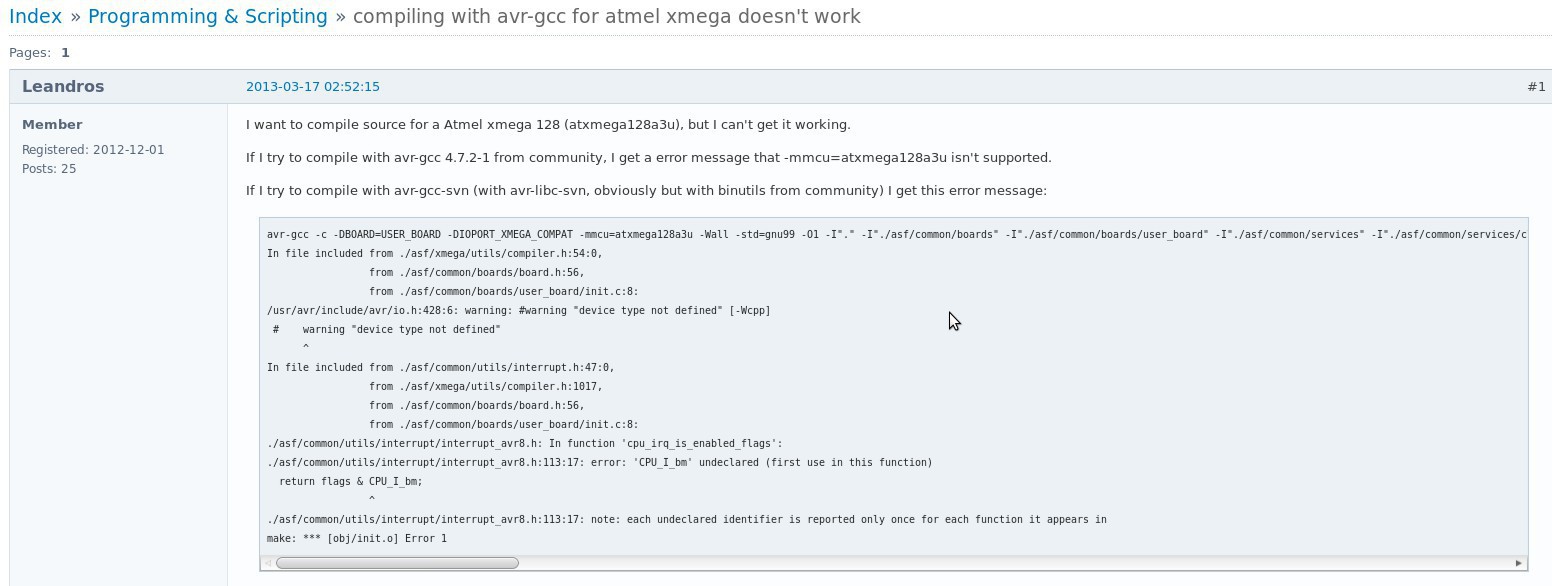 Index » Programming & Scripting » compiling with avr-gcc for atmel xmega doesn't work
Pages: 1
Leandros
2013-03-17 02:52:15
#1
Member
Registered: 2012-12-01
Posts: 25
I want to compile source for a Atmel xmega 128 (atxmega128a3u), but I can't get it working.
If I try to compile with avr-gcc 4.7.2-1 from community, I get a error message that -mmcu=atxmega128a3u isn't supported.
If I try to compile with avr-gcc-svn (with avr-libc-svn, obviously but with binutils from community) I get this error message:
avr-gcc -c -DBOARD=USER_BOARD -DIOPORT_XMEGA_COMPAT -mmcu=atxmega128a3u -Wall -std=gnu99 -O1 -I"." -I"./asf/common/boards" -I"./asf/common/boards/user_board" -I"./asf/common/services" -I"./asf/common/services/c
In file included from ./asf/xmega/utils/compiler.h:54:0,
                 from ./asf/common/boards/board.h:56,
                 from ./asf/common/boards/user_board/init.c:8:
/usr/avr/include/avr/io.h:428:6: warning: #warning "device type not defined" [-Wcpp]
 #    warning "device type not defined"
      ^
In file included from ./asf/common/utils/interrupt.h:47:0,
                 from ./asf/xmega/utils/compiler.h:1017,
                 from ./asf/common/boards/board.h:56,
                 from ./asf/common/boards/user_board/init.c:8:
./asf/common/utils/interrupt/interrupt_avr8.h: In function 'cpu_irq_is_enabled_flags':
./asf/common/utils/interrupt/interrupt_avr8.h:113:17: error: 'CPU_I_bm' undeclared (first use in this function)
  return flags & CPU_I_bm;
                 ^
./asf/common/utils/interrupt/interrupt_avr8.h:113:17: note: each undeclared identifier is reported only once for each function it appears in
make: *** [obj/init.o] Error 1